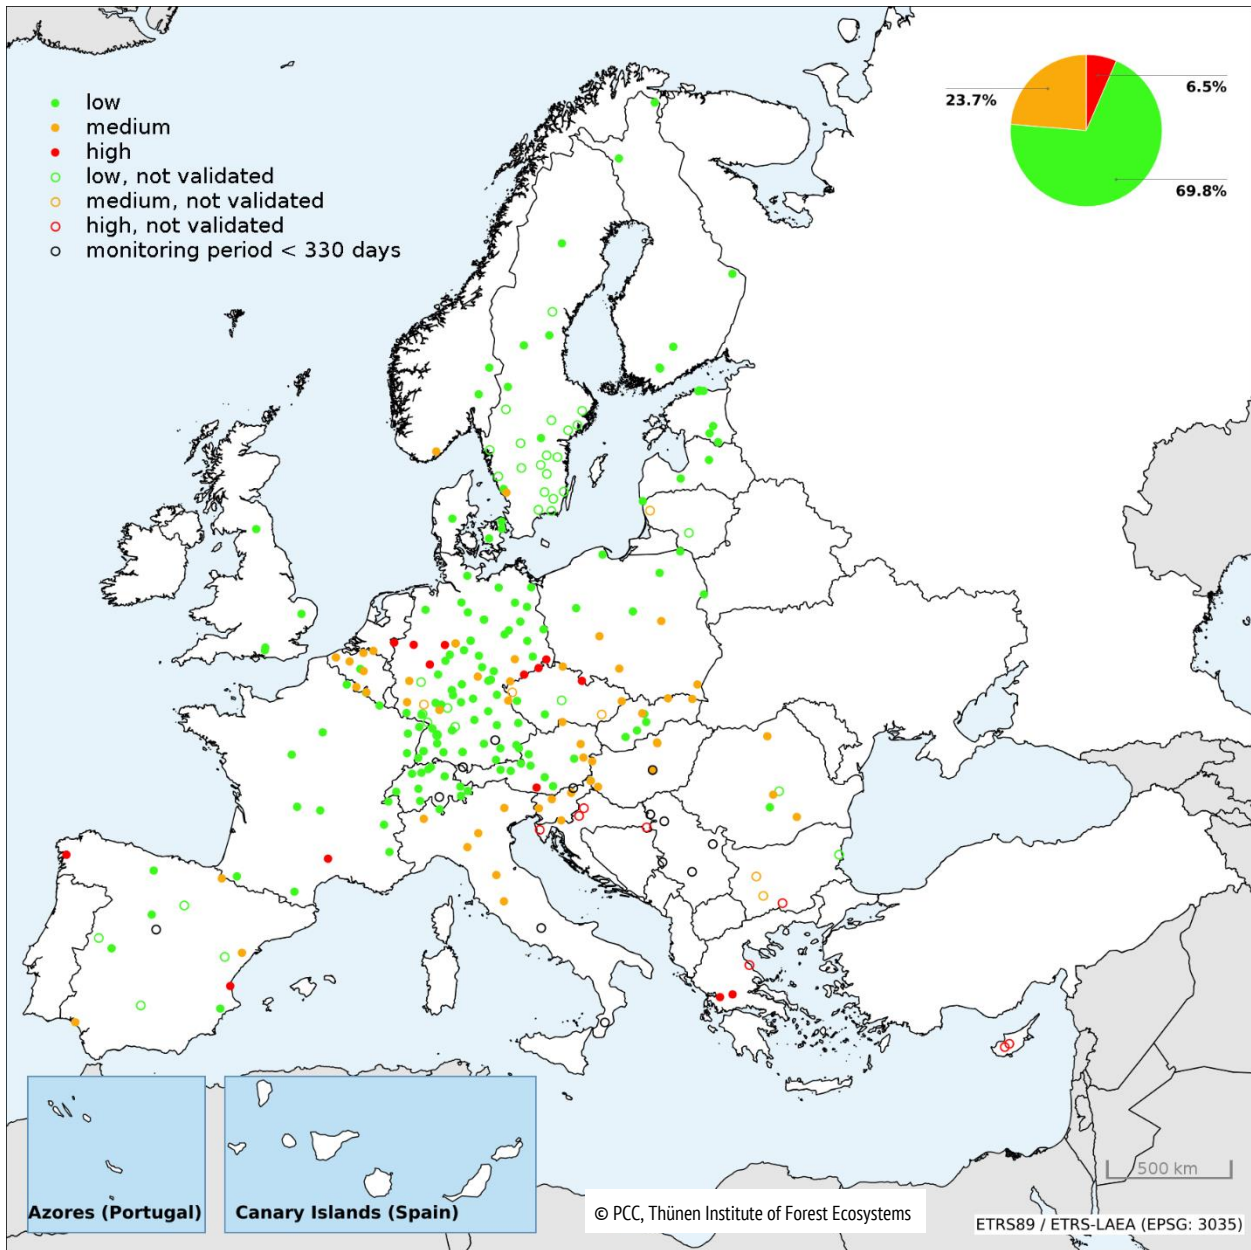 low
medium
high
low, not validated
medium, not validated
high, not validated
monitoring period < 330 days
23.7%
6.5%
69.8%
Azores (Portugal)
Canary Islands (Spain)
© PCC, Thünen Institute of Forest Ecosystems
500 km
ETRS89 / ETRS-LAEA (EPSG: 3035)